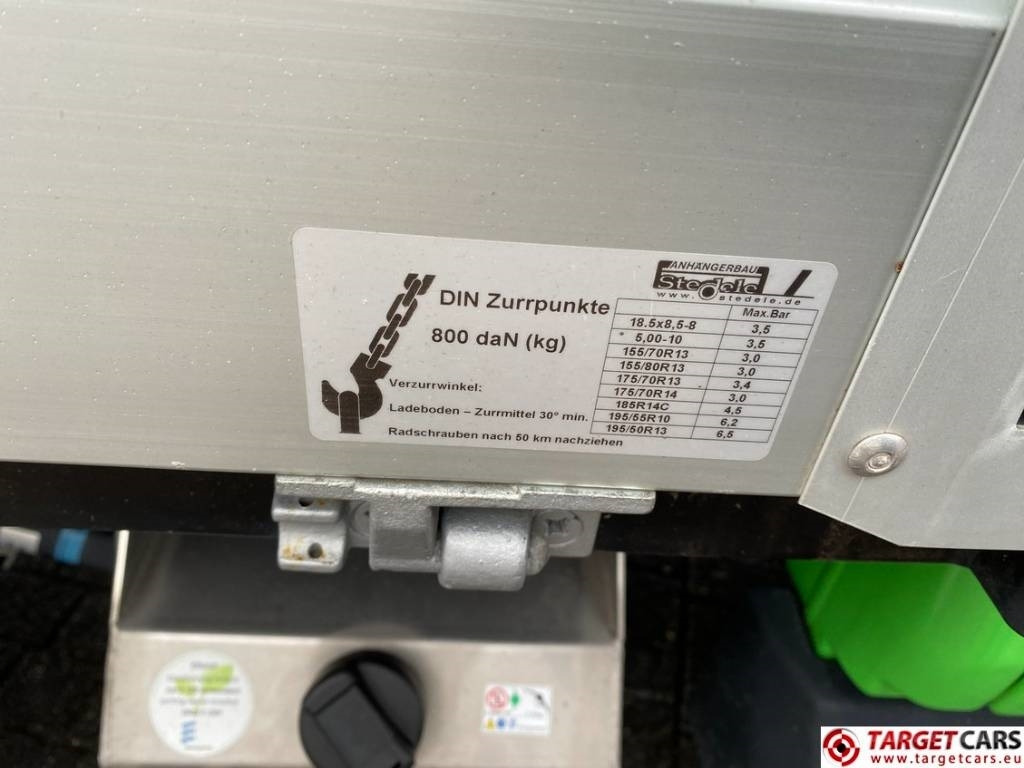 ANHÄNGERBAU
Stedele
www.stedele.de
DIN Zurrpunkte
800 daN (kg)
Verzurrwinkel:
Ladeboden – Zurrmittel 30° min.
Radschrauben nach 50 km nachziehen
Max.Bar
18.5x8,5-8 3,5
5,00-10 3,5
155/70R13 3,0
155/80R13 3,0
175/70R13 3,4
175/70R14 3,0
185R14C 4,5
195/55R10 6,2
195/50R13 6,5
TARGETCARS
www.targetcars.eu